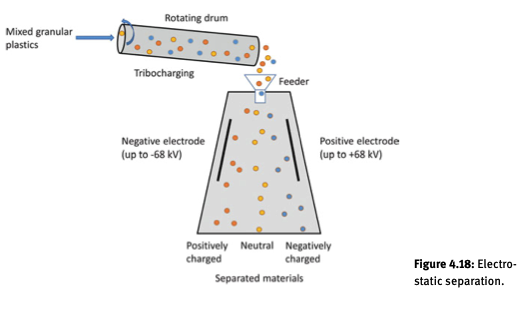 Rotating drum
Mixed granular
plastics
Tribocharging
Feeder
Negative electrode
(up to -68 kV)
Positive electrode
(up to +68 kV)
Positively
charged
Neutral
Negatively
charged
Separated materials
Figure 4.18: Electro-
static separation.